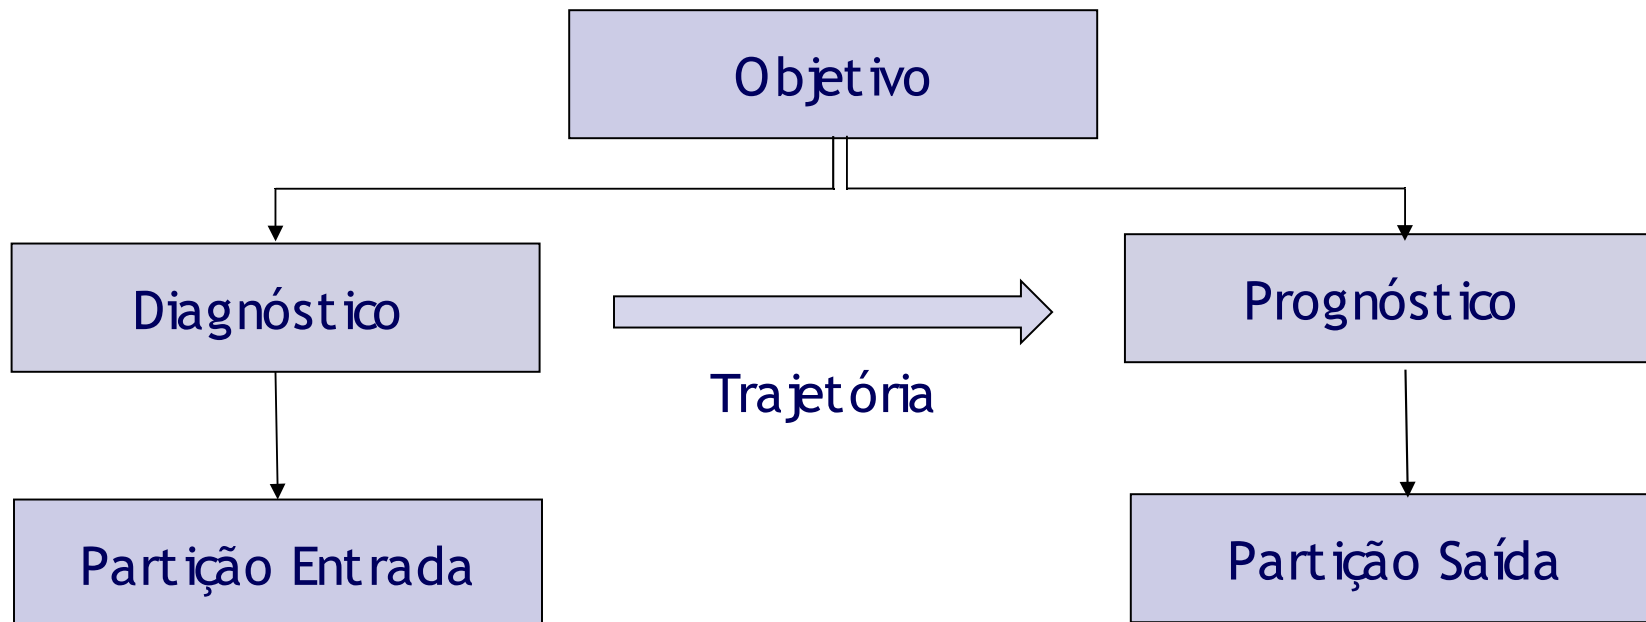 Objetivo
Diagnóstico
Prognóstico
Trajetória
Partição Entrada
Partição Saída